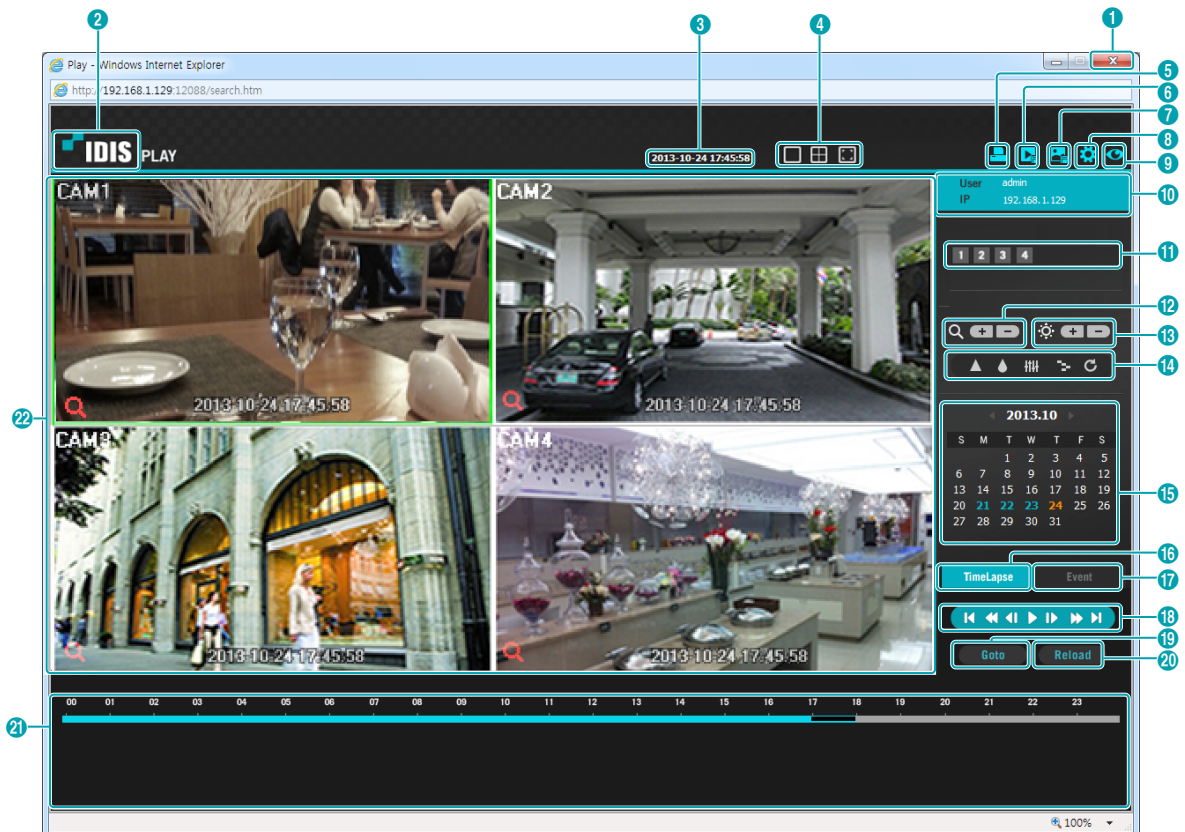 2
3
4
1
Play - Windows Internet Explorer
http://192.168.1.129:12088/search.htm
5
6
7
8
9
IDIS PLAY
2013-10-24 17:45:58
User admin
IP 192.168.1.129
10
CAM1
CAM2
1 2 3 4
11
12
13
14
2013-10-24 17:45:58
2013-10-24 17:45:58
22
CAM3
CAM4
2013.10
S M T W T F S
1 2 3 4 5
6 7 8 9 10 11 12
13 14 15 16 17 18 19
20 21 22 23 24 25 26
27 28 29 30 31
15
16
TimeLapse
Event
17
18
19
Goto
Reload
20
2013-10-24 17:45:58
2013-10-24 17:45:58
00 01 02 03 04 05 06 07 08 09 10 11 12 13 14 15 16 17 18 19 20 21 22 23
21
100%